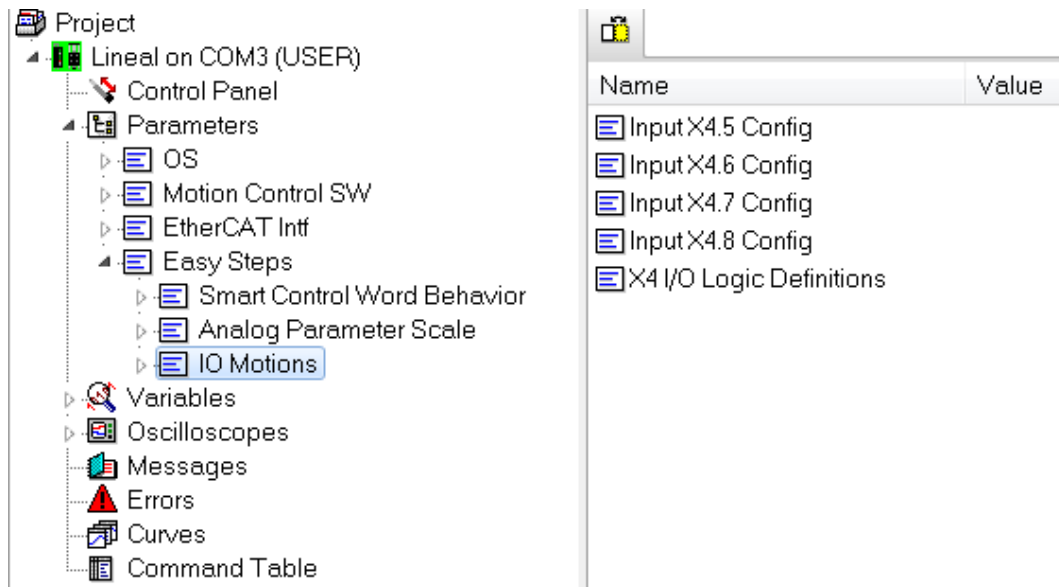 Project
Lineal on COM3 (USER)
Control Panel
Parameters
OS
Motion Control SW
EtherCAT Intf
Easy Steps
Smart Control Word Behavior
Analog Parameter Scale
IO Motions
Variables
Oscilloscopes
Messages
Errors
Curves
Command Table
Name Value
Input X4.5 Config
Input X4.6 Config
Input X4.7 Config
Input X4.8 Config
X4 I/O Logic Definitions